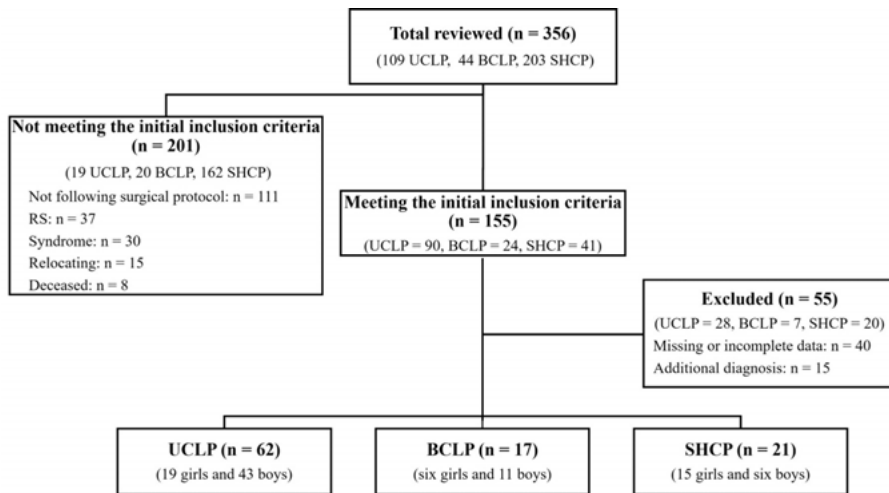 Total reviewed (n = 356)
(109 UCLP, 44 BCLP, 203 SHCP)
Not meeting the initial inclusion criteria
(n = 201)
(19 UCLP, 20 BCLP, 162 SHCP)
Not following surgical protocol: n = 111
RS: n = 37
Syndrome: n = 30
Relocating: n = 15
Deceased: n = 8
Meeting the initial inclusion criteria
(n = 155)
(UCLP = 90, BCLP = 24, SHCP = 41)
Excluded (n = 55)
(UCLP = 28, BCLP = 7, SHCP = 20)
Missing or incomplete data: n = 40
Additional diagnosis: n = 15
UCLP (n = 62)
(19 girls and 43 boys)
BCLP (n = 17)
(six girls and 11 boys)
SHCP (n = 21)
(15 girls and six boys)